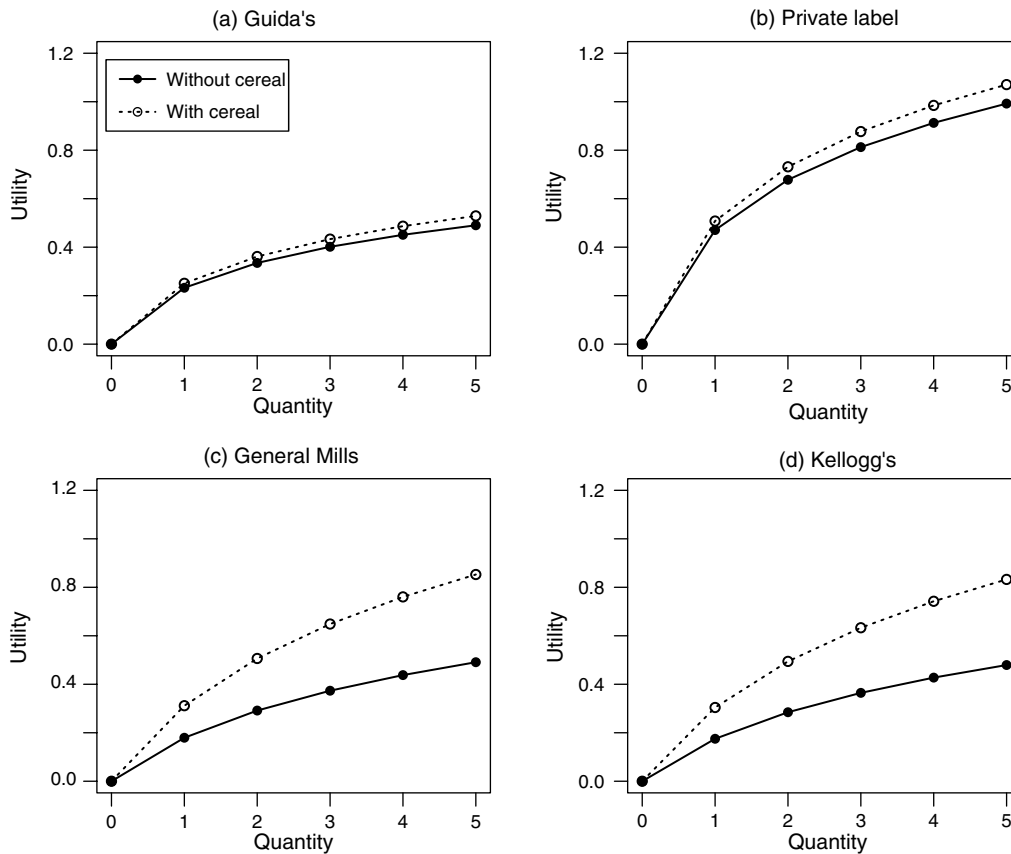 (a) Guida's
Utility
1.2
0.8
0.4
0.0
Without cereal
With cereal
0 1 2 3 4 5
Quantity
(b) Private label
Utility
1.2
0.8
0.4
0.0
0 1 2 3 4 5
Quantity
(c) General Mills
Utility
1.2
0.8
0.4
0.0
0 1 2 3 4 5
Quantity
(d) Kellogg's
Utility
1.2
0.8
0.4
0.0
0 1 2 3 4 5
Quantity